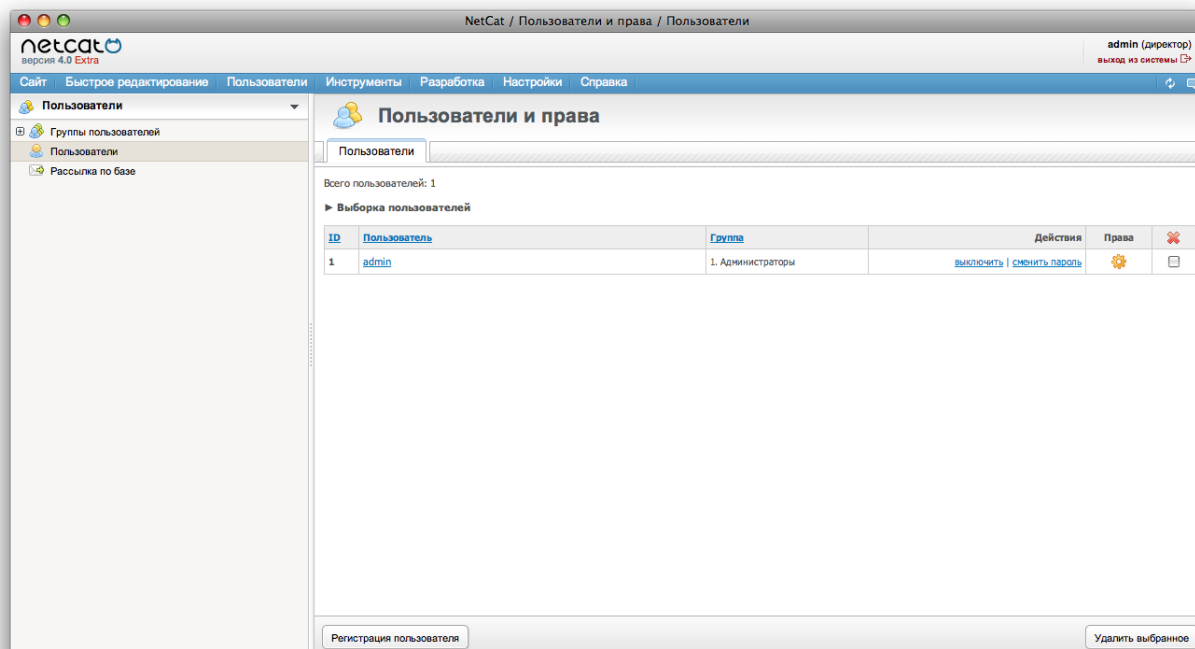 NetCat / Пользователи и права / Пользователи
netcat
версия 4.0 Extra
admin (директор)
выход из системы
Сайт Быстрое редактирование Пользователи Инструменты Разработка Настройки Справка
Пользователи
Группы пользователей
Пользователи
Рассылка по базе
Пользователи и права
Пользователи
Всего пользователей: 1
► Выборка пользователей
ID Пользователь Группа Действия Права
1 admin 1. Администраторы выключить | сменить пароль
Регистрация пользователя Удалить выбранное